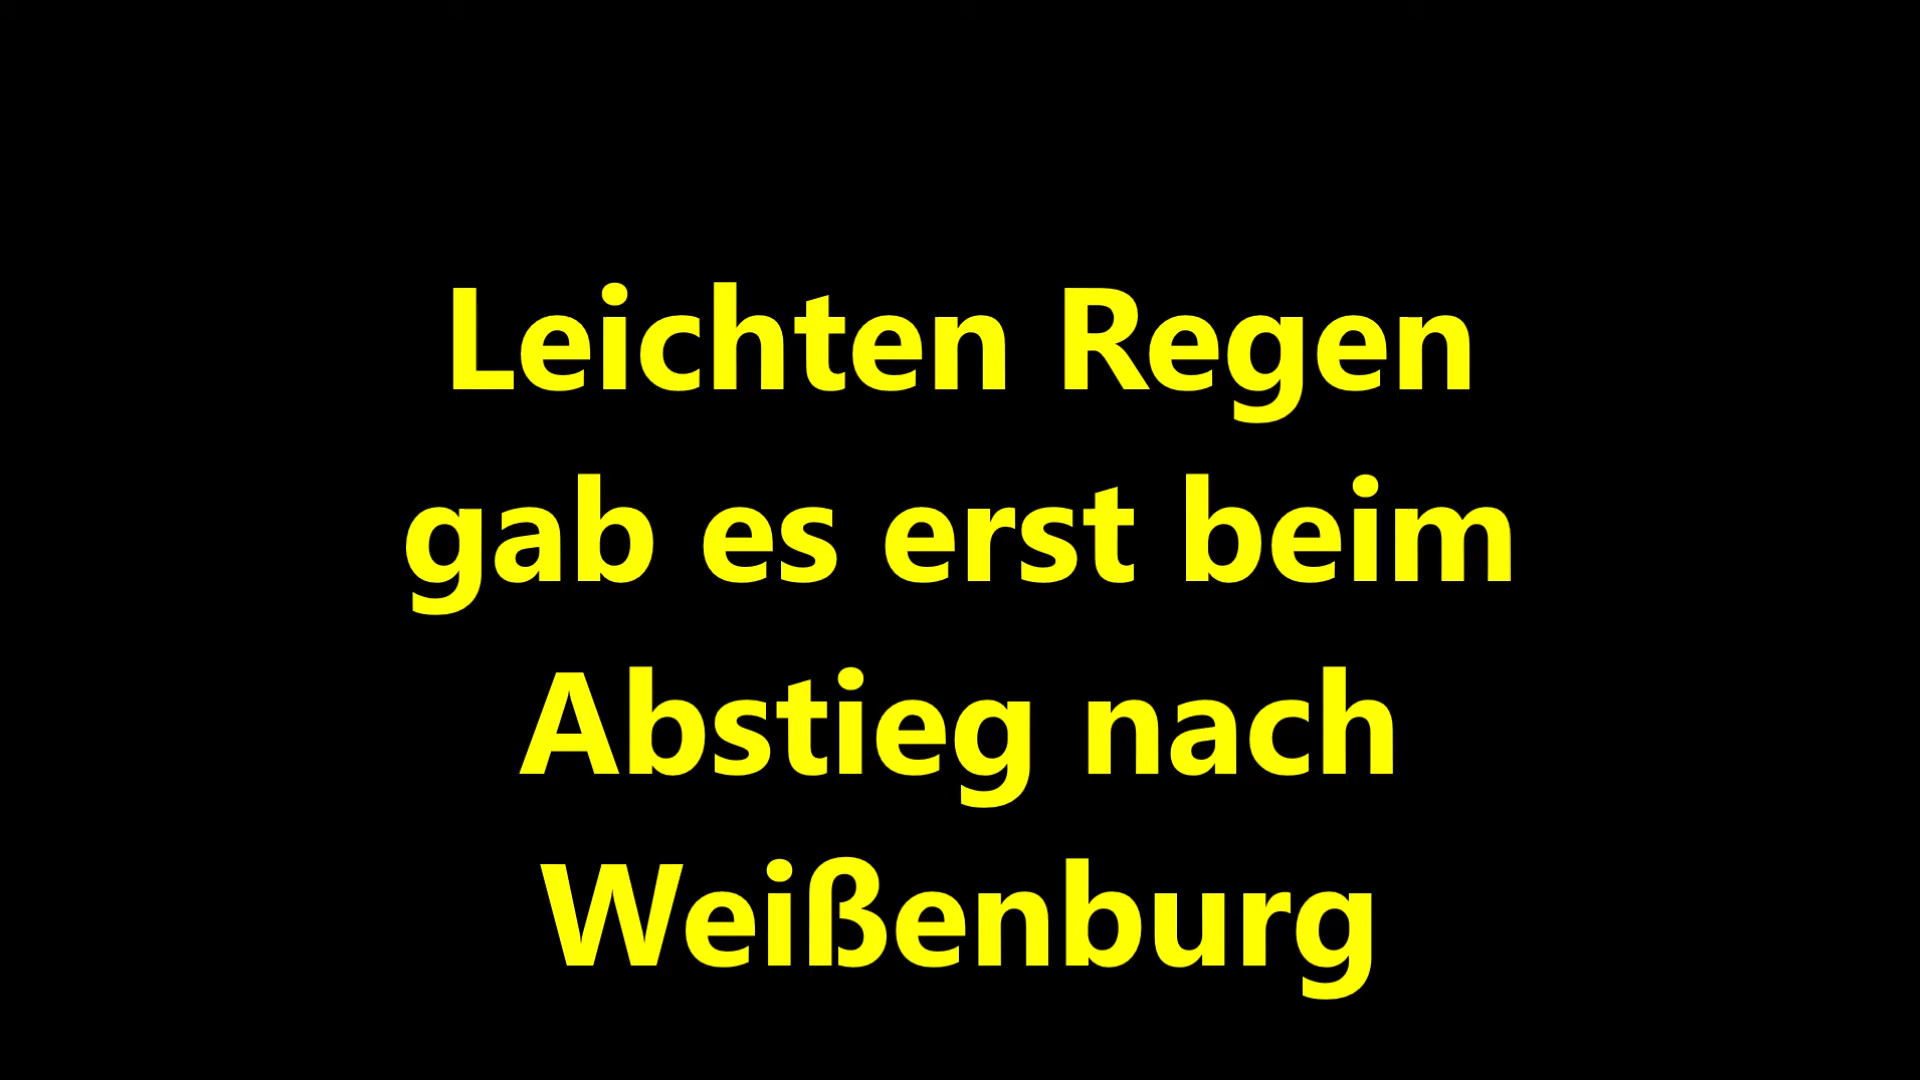 Leichten Regen
gab es erst beim
Abstieg nach
Weißenburg